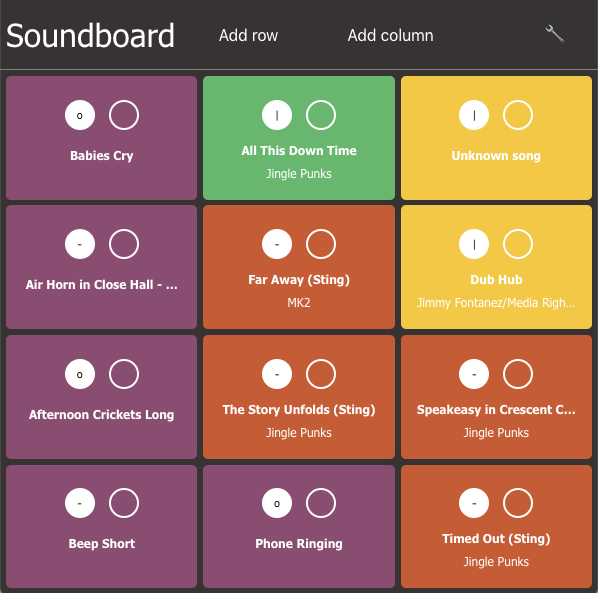 Soundboard Add row Add column
o | |
Babies Cry All This Down Time Unknown song
Jingle Punks
- - |
Air Horn in Close Hall - ... Far Away (Sting) Dub Hub
MK2 Jimmy Fontanez/Media Righ...
o - -
Afternoon Crickets Long The Story Unfolds (Sting) Speakeasy in Crescent C...
Jingle Punks Jingle Punks
- o -
Beep Short Phone Ringing Timed Out (Sting)
Jingle Punks